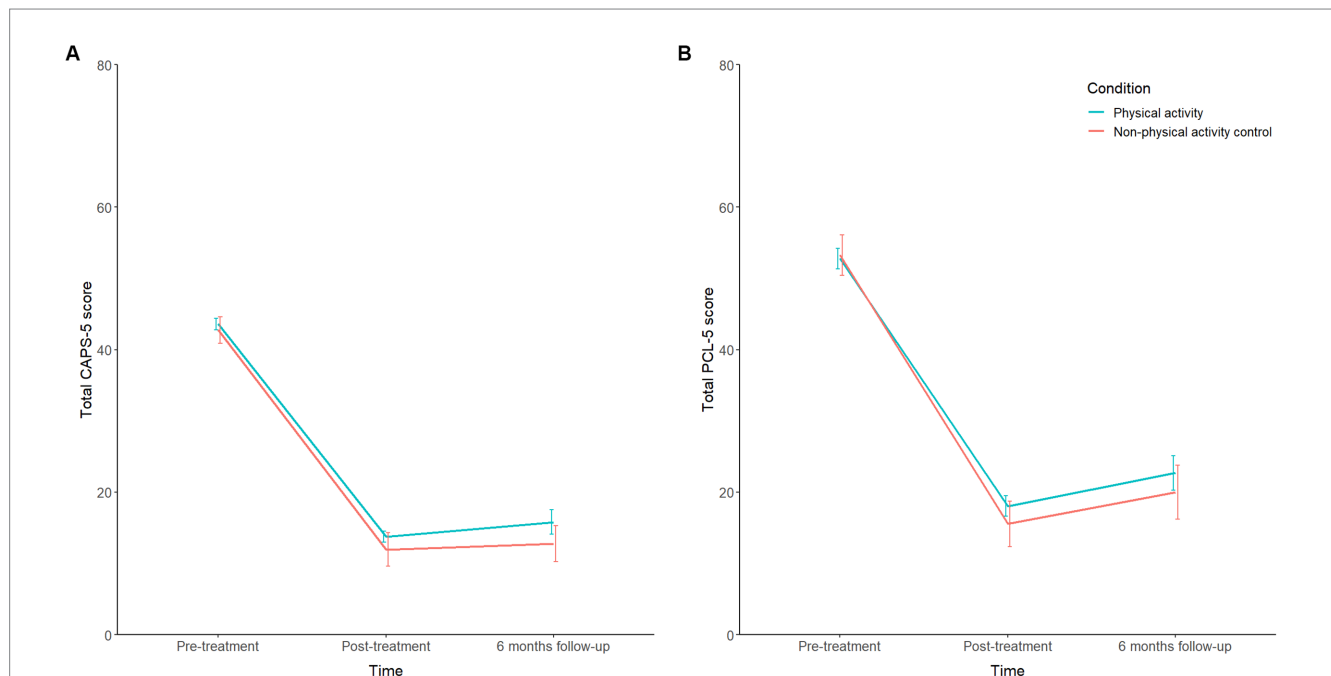 A
80
60
40
20
0
Total CAPS-5 score
Pre-treatment
Post-treatment
6 months follow-up
Time
B
80
60
40
20
0
Total PCL-5 score
Condition
Physical activity
Non-physical activity control
Pre-treatment
Post-treatment
6 months follow-up
Time